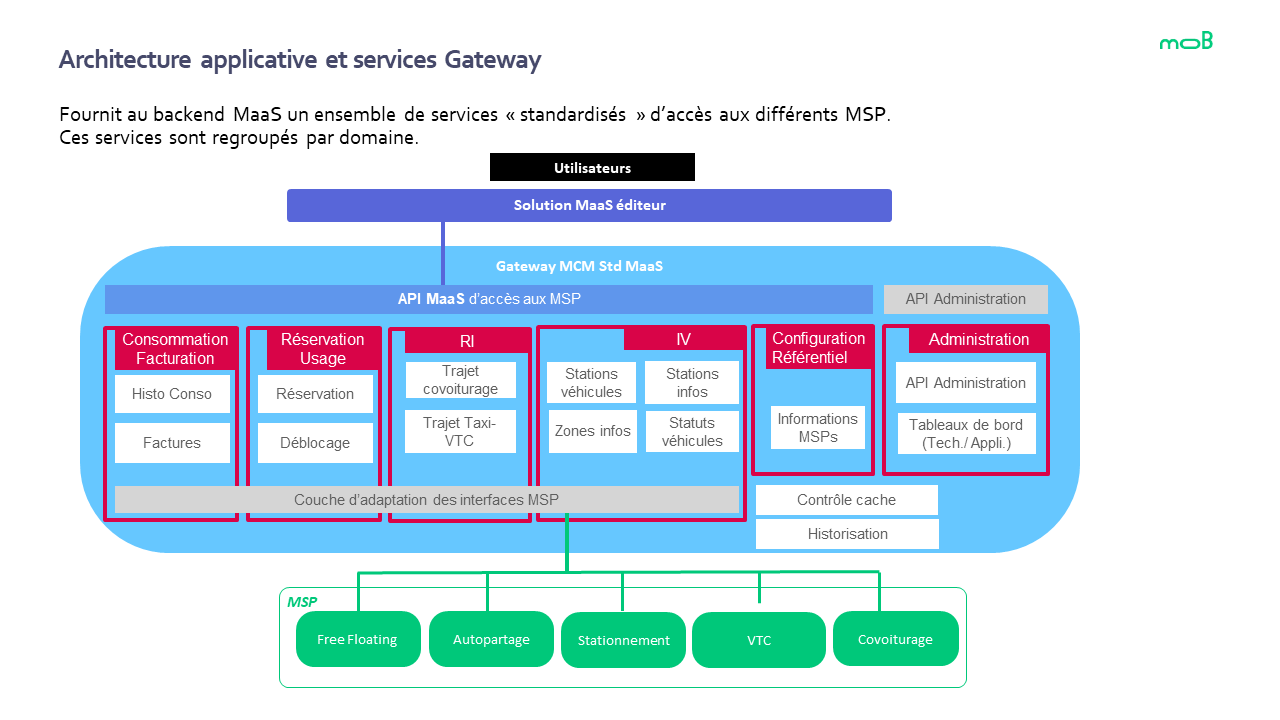 moB
Architecture applicative et services Gateway
Fournit au backend MaaS un ensemble de services « standardisés » d’accès aux différents MSP.
Ces services sont regroupés par domaine.
Utilisateurs
Solution MaaS éditeur
Gateway MCM Std MaaS
API MaaS d’accès aux MSP
API Administration
Consommation
Facturation
Histo Conso
Factures
Réservation
Usage
Réservation
Déblocage
RI
Trajet
covoiturage
Trajet Taxi-
VTC
IV
Stations
véhicules
Stations
infos
Zones infos
Statuts
véhicules
Configuration
Référentiel
Informations
MSPs
Administration
API Administration
Tableaux de bord
(Tech./ Appli.)
Couche d’adaptation des interfaces MSP
Contrôle cache
Historisation
MSP
Free Floating
Autopartage
Stationnement
VTC
Covoiturage